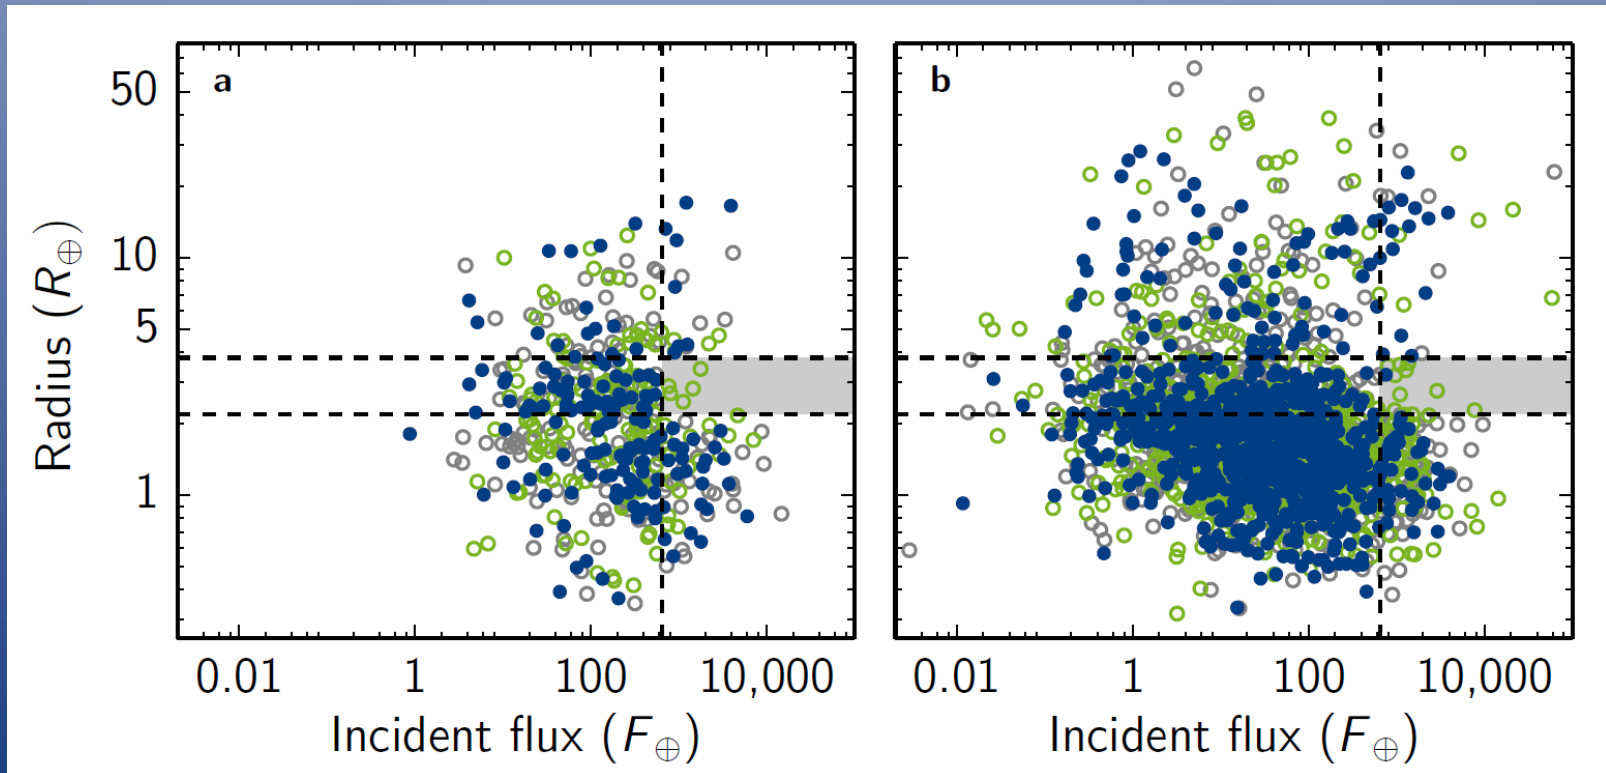 a
b
50
10
5
1
Radius (R⊕)
0.01 1 100 10,000
0.01 1 100 10,000
Incident flux (F⊕)
Incident flux (F⊕)